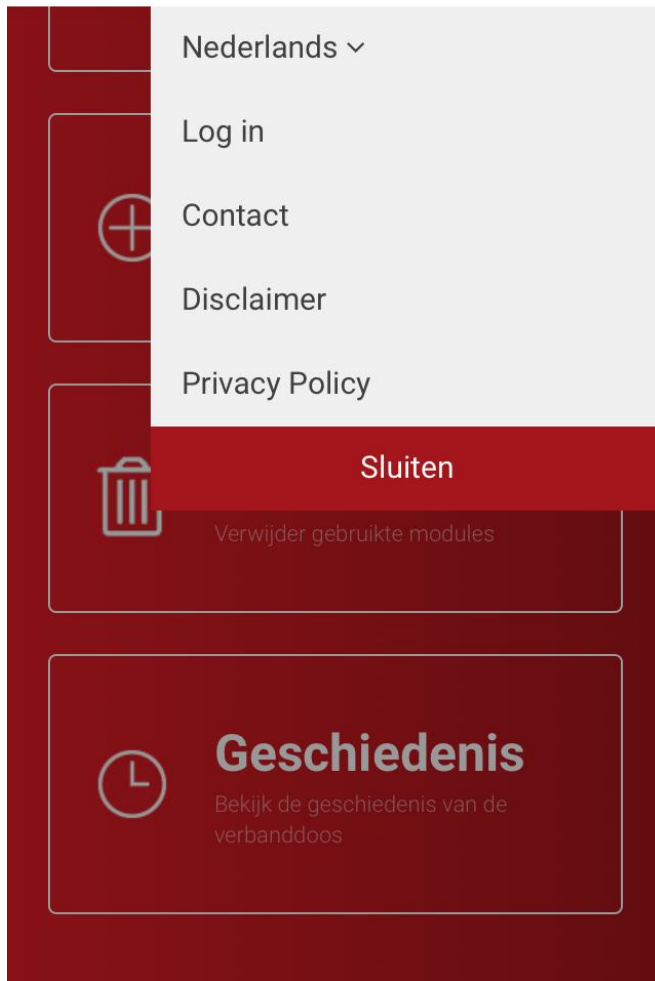 Nederlands
Log in
Contact
Disclaimer
Privacy Policy
Sluiten
Verwijder gebruikte modules
Geschiedenis
Bekijk de geschiedenis van de
verbanddoos